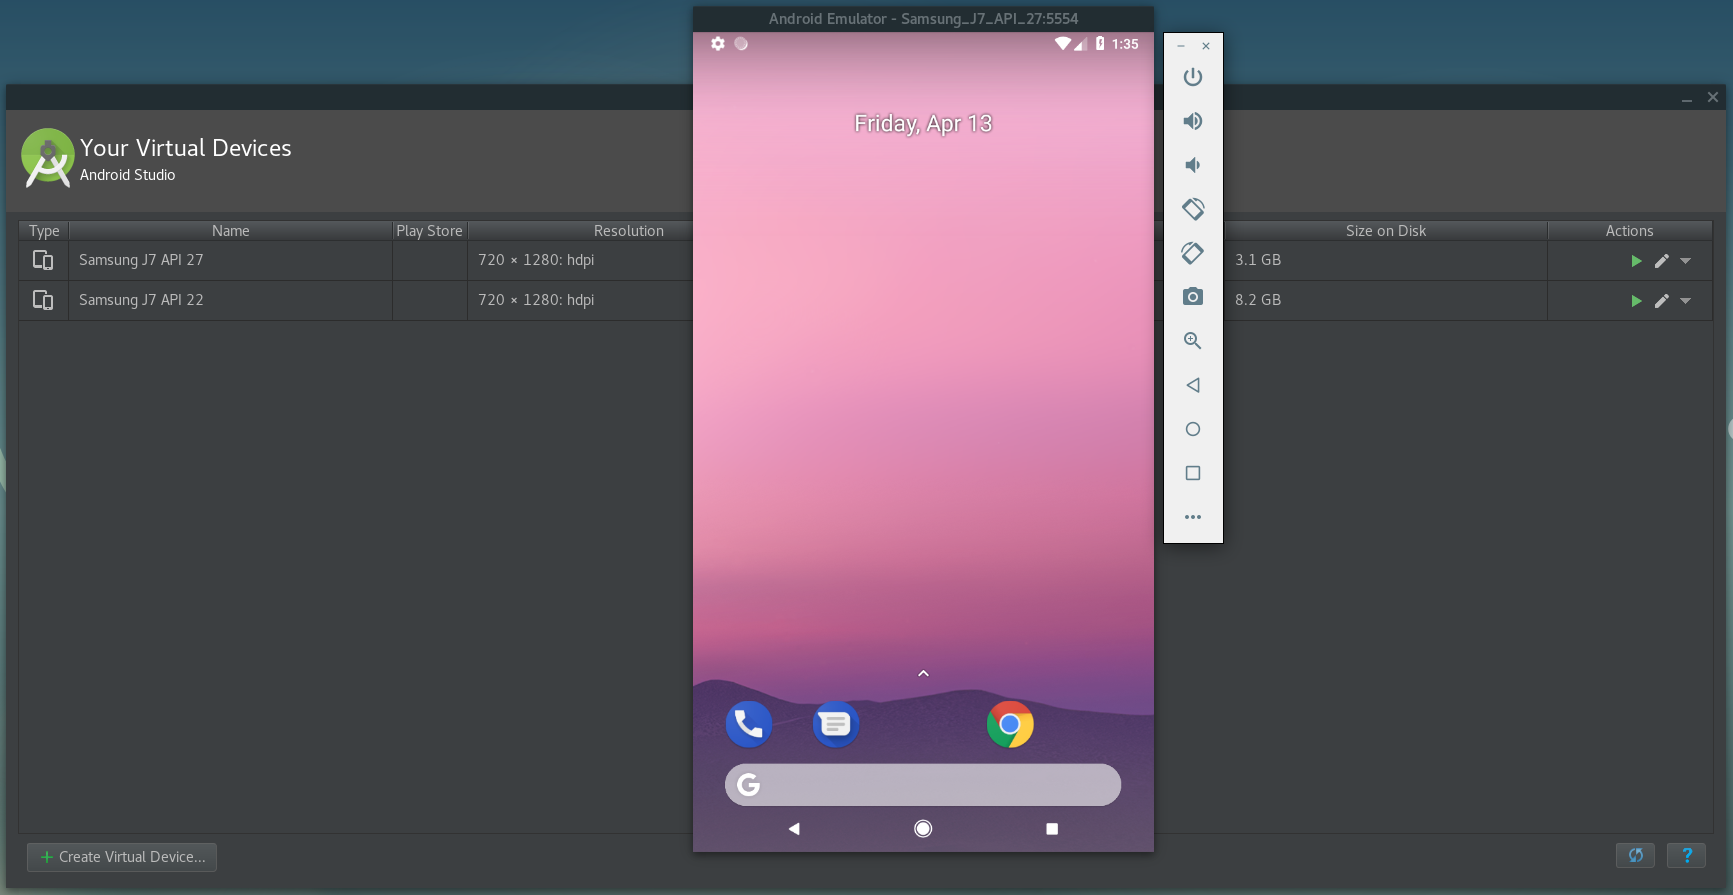 Android Emulator - Samsung_J7_API_27:5554
1:35
Friday, Apr 13
Your Virtual Devices
Android Studio
Type Name Play Store Resolution Size on Disk Actions
Samsung J7 API 27 720 × 1280: hdpi 3.1 GB
Samsung J7 API 22 720 × 1280: hdpi 8.2 GB
G
+ Create Virtual Device... ?